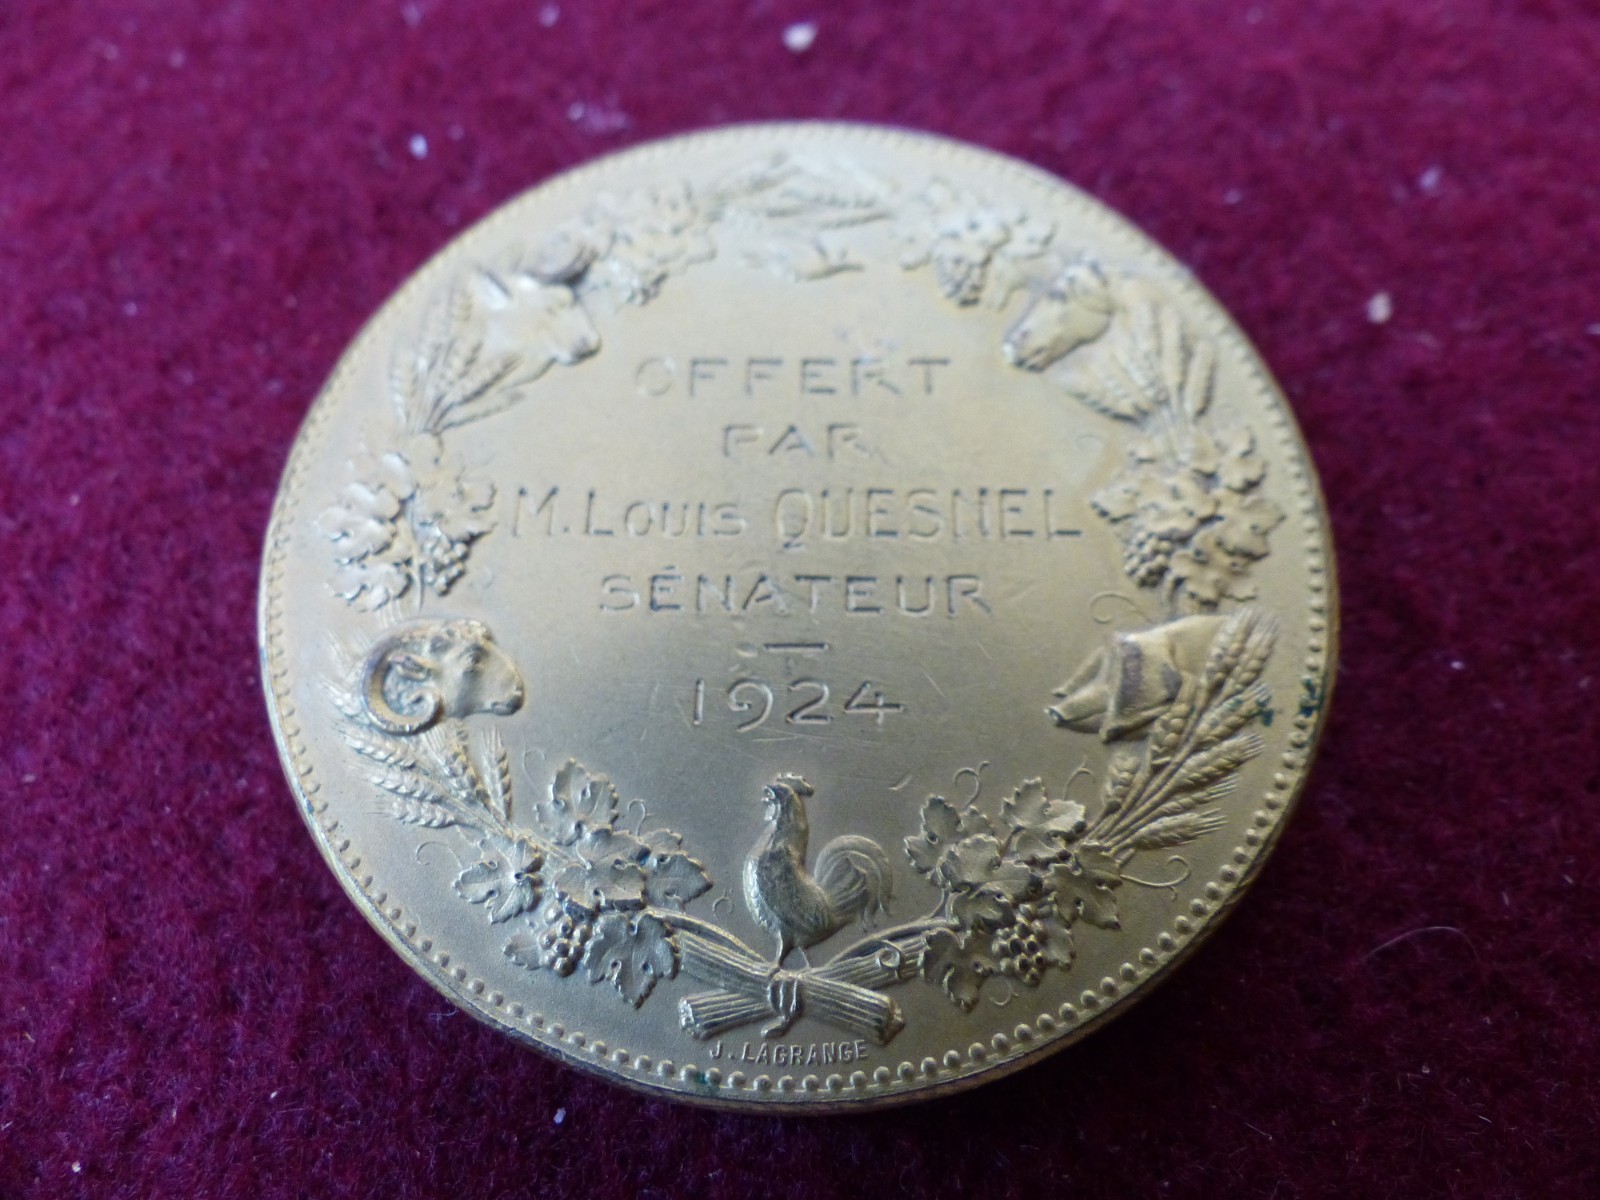 OFFERT
PAR
M. LOUIS QUESNEL
SÉNATEUR
—
1924
J. LAGRANGE